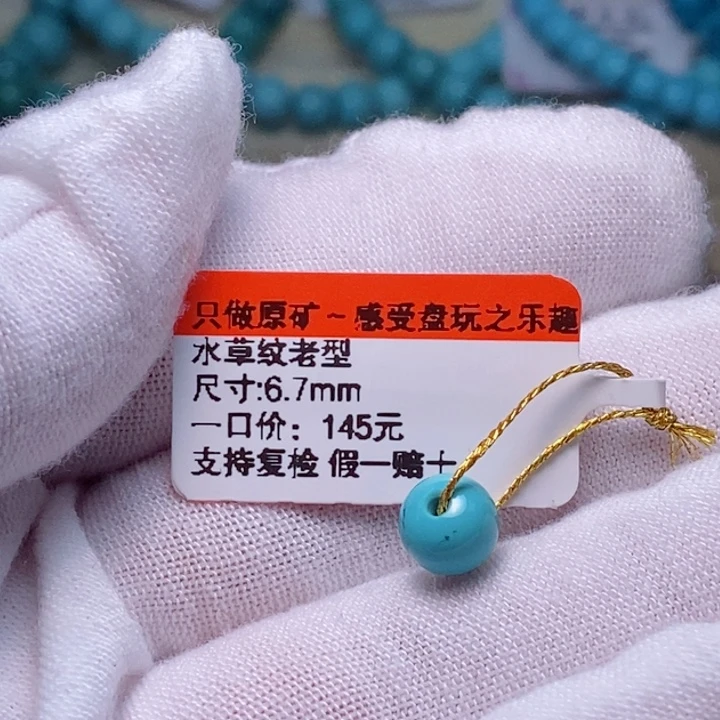 只做原矿~感受盘玩之乐趣
水草纹老型
尺寸:6.7mm
一口价：145元
支持复检 假一赔十